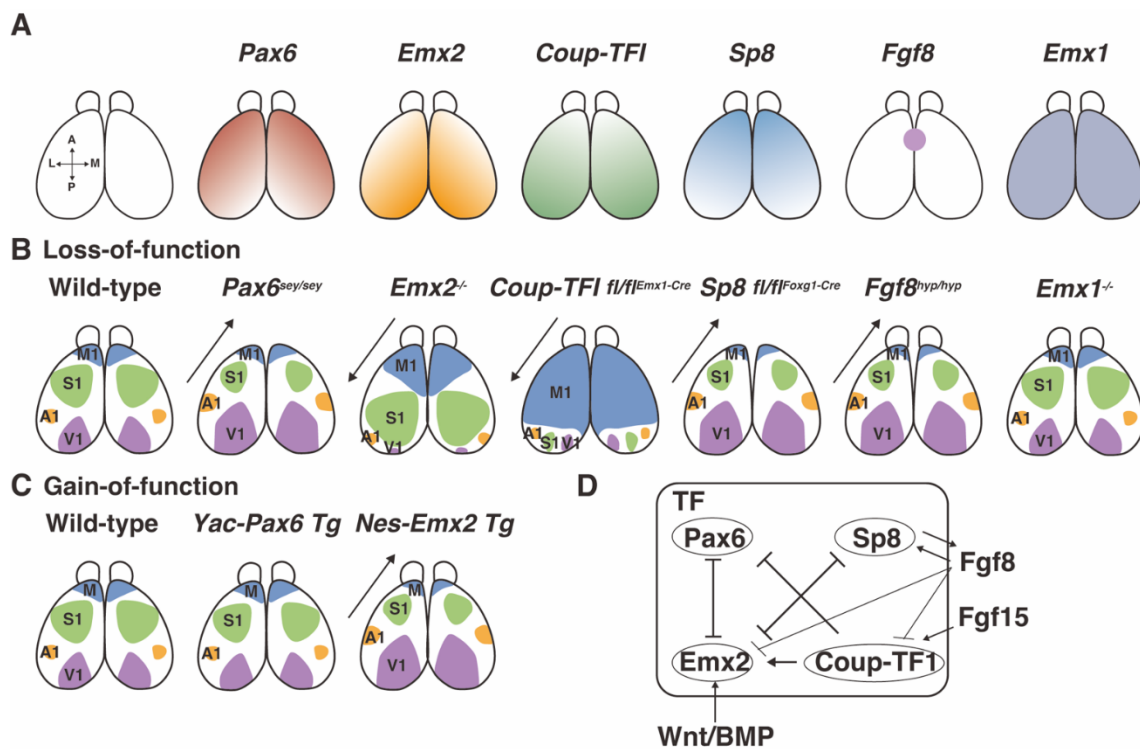 A
Pax6 Emx2 Coup-TFI Sp8 Fgf8 Emx1
A
L M
P
B Loss-of-function
Wild-type Pax6sey/sey Emx2-/- Coup-TFI fl/flEmx1-Cre Sp8 fl/flFoxg1-Cre Fgf8hyp/hyp Emx1-/-
M1 M1 M1 M1 M1 M1 M1
S1 S1 S1 S1 S1 S1 S1
A1 A1 A1 A1 A1 A1 A1
V1 V1 V1 V1 V1 V1 V1
C Gain-of-function
Wild-type Yac-Pax6 Tg Nes-Emx2 Tg
M M M
S1 S1 S1
A1 A1 A1
V1 V1 V1
D
TF
Pax6 Sp8
Fgf8
Fgf15
Emx2 Coup-TF1
Wnt/BMP